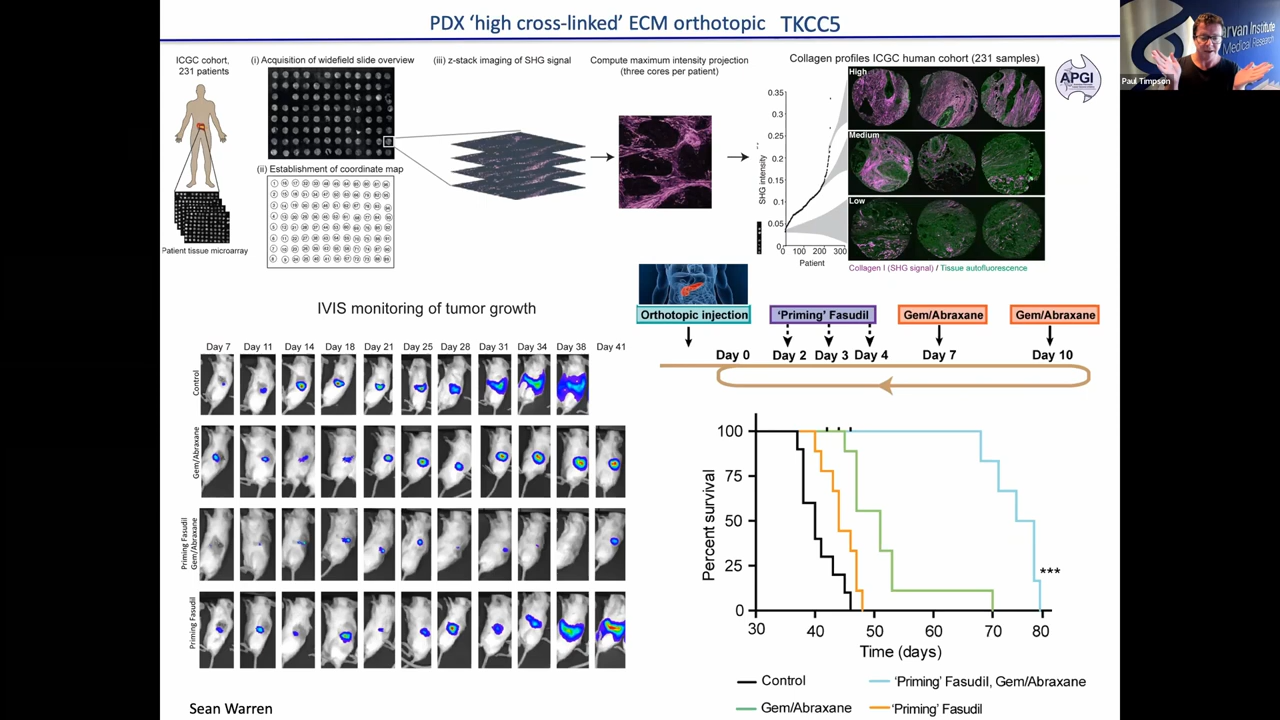 PDX ‘high cross-linked’ ECM orthotopic TKCC5
arvan Institute
Medical Research
Paul Timpson
ICGC cohort,
231 patients
(i) Acquisition of widefield slide overview
(iii) z-stack imaging of SHG signal
Compute maximum intensity projection
(three cores per patient)
Collagen profiles ICGC human cohort (231 samples)
APGI
High
Medium
Low
(ii) Establishment of coordinate map
Patient tissue microarray
SHG intensity
0.35
0.3
0.25
0.2
0.15
0.1
0.05
0
0 100 200 300
Patient
Collagen I (SHG signal) / Tissue autofluorescence
IVIS monitoring of tumor growth
Day 7 Day 11 Day 14 Day 18 Day 21 Day 25 Day 28 Day 31 Day 34 Day 38 Day 41
Control
Gem/Abraxane
Priming Fasudil
Gem/Abraxane
Priming Fasudil
Orthotopic injection
‘Priming’ Fasudil
Gem/Abraxane
Gem/Abraxane
Day 0 Day 2 Day 3 Day 4 Day 7 Day 10
Percent survival
100
75
50
25
0
***
30 40 50 60 70 80
Time (days)
Control
‘Priming’ Fasudil, Gem/Abraxane
Gem/Abraxane
‘Priming’ Fasudil
Sean Warren